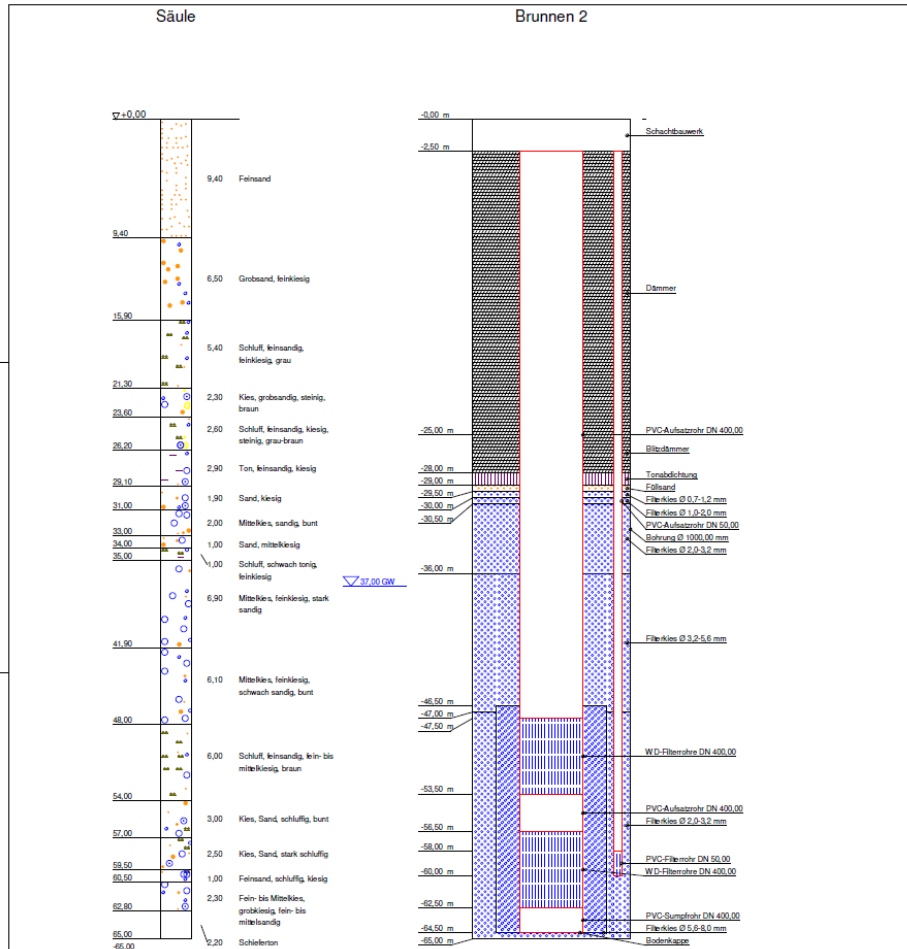 Säule
Brunnen 2
+0,00
9,40 Feinsand
9,40
6,50 Grobsand, feinkiesig
15,90
5,40 Schluff, feinsandig,
feinkiesig, grau
21,30
2,30 Kies, grobsandig, steinig,
braun
23,60
2,60 Schluff, feinsandig, kiesig,
steinig, grau-braun
26,20
2,90 Ton, feinsandig, kiesig
29,10
1,90 Sand, kiesig
31,00
2,00 Mittelkies, sandig, bunt
33,00
1,00 Sand, mittelkiesig
34,00
35,00
1,00 Schluff, schwach tonig,
feinkiesig
6,90 Mittelkies, feinkiesig, stark
sandig
41,90
6,10 Mittelkies, feinkiesig,
schwach sandig, bunt
48,00
6,00 Schluff, feinsandig, fein- bis
mittelkiesig, braun
54,00
3,00 Kies, Sand, schluffig, bunt
57,00
2,50 Kies, Sand, stark schluffig
59,50
1,00 Feinsand, schluffig, kiesig
60,50
2,30 Fein- bis Mittelkies,
grobkiesig, fein- bis
mittelsandig
62,80
65,00
2,20 Schieferton
-65,00
37,00 GW
-0,00 m
-2,50 m
-25,00 m
-28,00 m
-29,00 m
-29,50 m
-30,00 m
-30,50 m
-36,00 m
-46,50 m
-47,00 m
-47,50 m
-53,50 m
-56,50 m
-58,00 m
-60,00 m
-62,50 m
-64,50 m
-65,00 m
Schachtbauwerk
Dämmer
PVC-Aufsatzrohr DN 400,00
Blitzdämmer
Tonabdichtung
Füllsand
Filterkies Ø 0,7-1,2 mm
Filterkies Ø 1,0-2,0 mm
PVC-Aufsatzrohr DN 50,00
Bohrung Ø 1000,00 mm
Filterkies Ø 2,0-3,2 mm
Filterkies Ø 3,2-5,6 mm
WD-Filterrohre DN 400,00
PVC-Aufsatzrohr DN 400,00
Filterkies Ø 2,0-3,2 mm
PVC-Filterrohr DN 50,00
WD-Filterrohre DN 400,00
PVC-Sumpfrohr DN 400,00
Filterkies Ø 5,6-8,0 mm
Bodenkappe